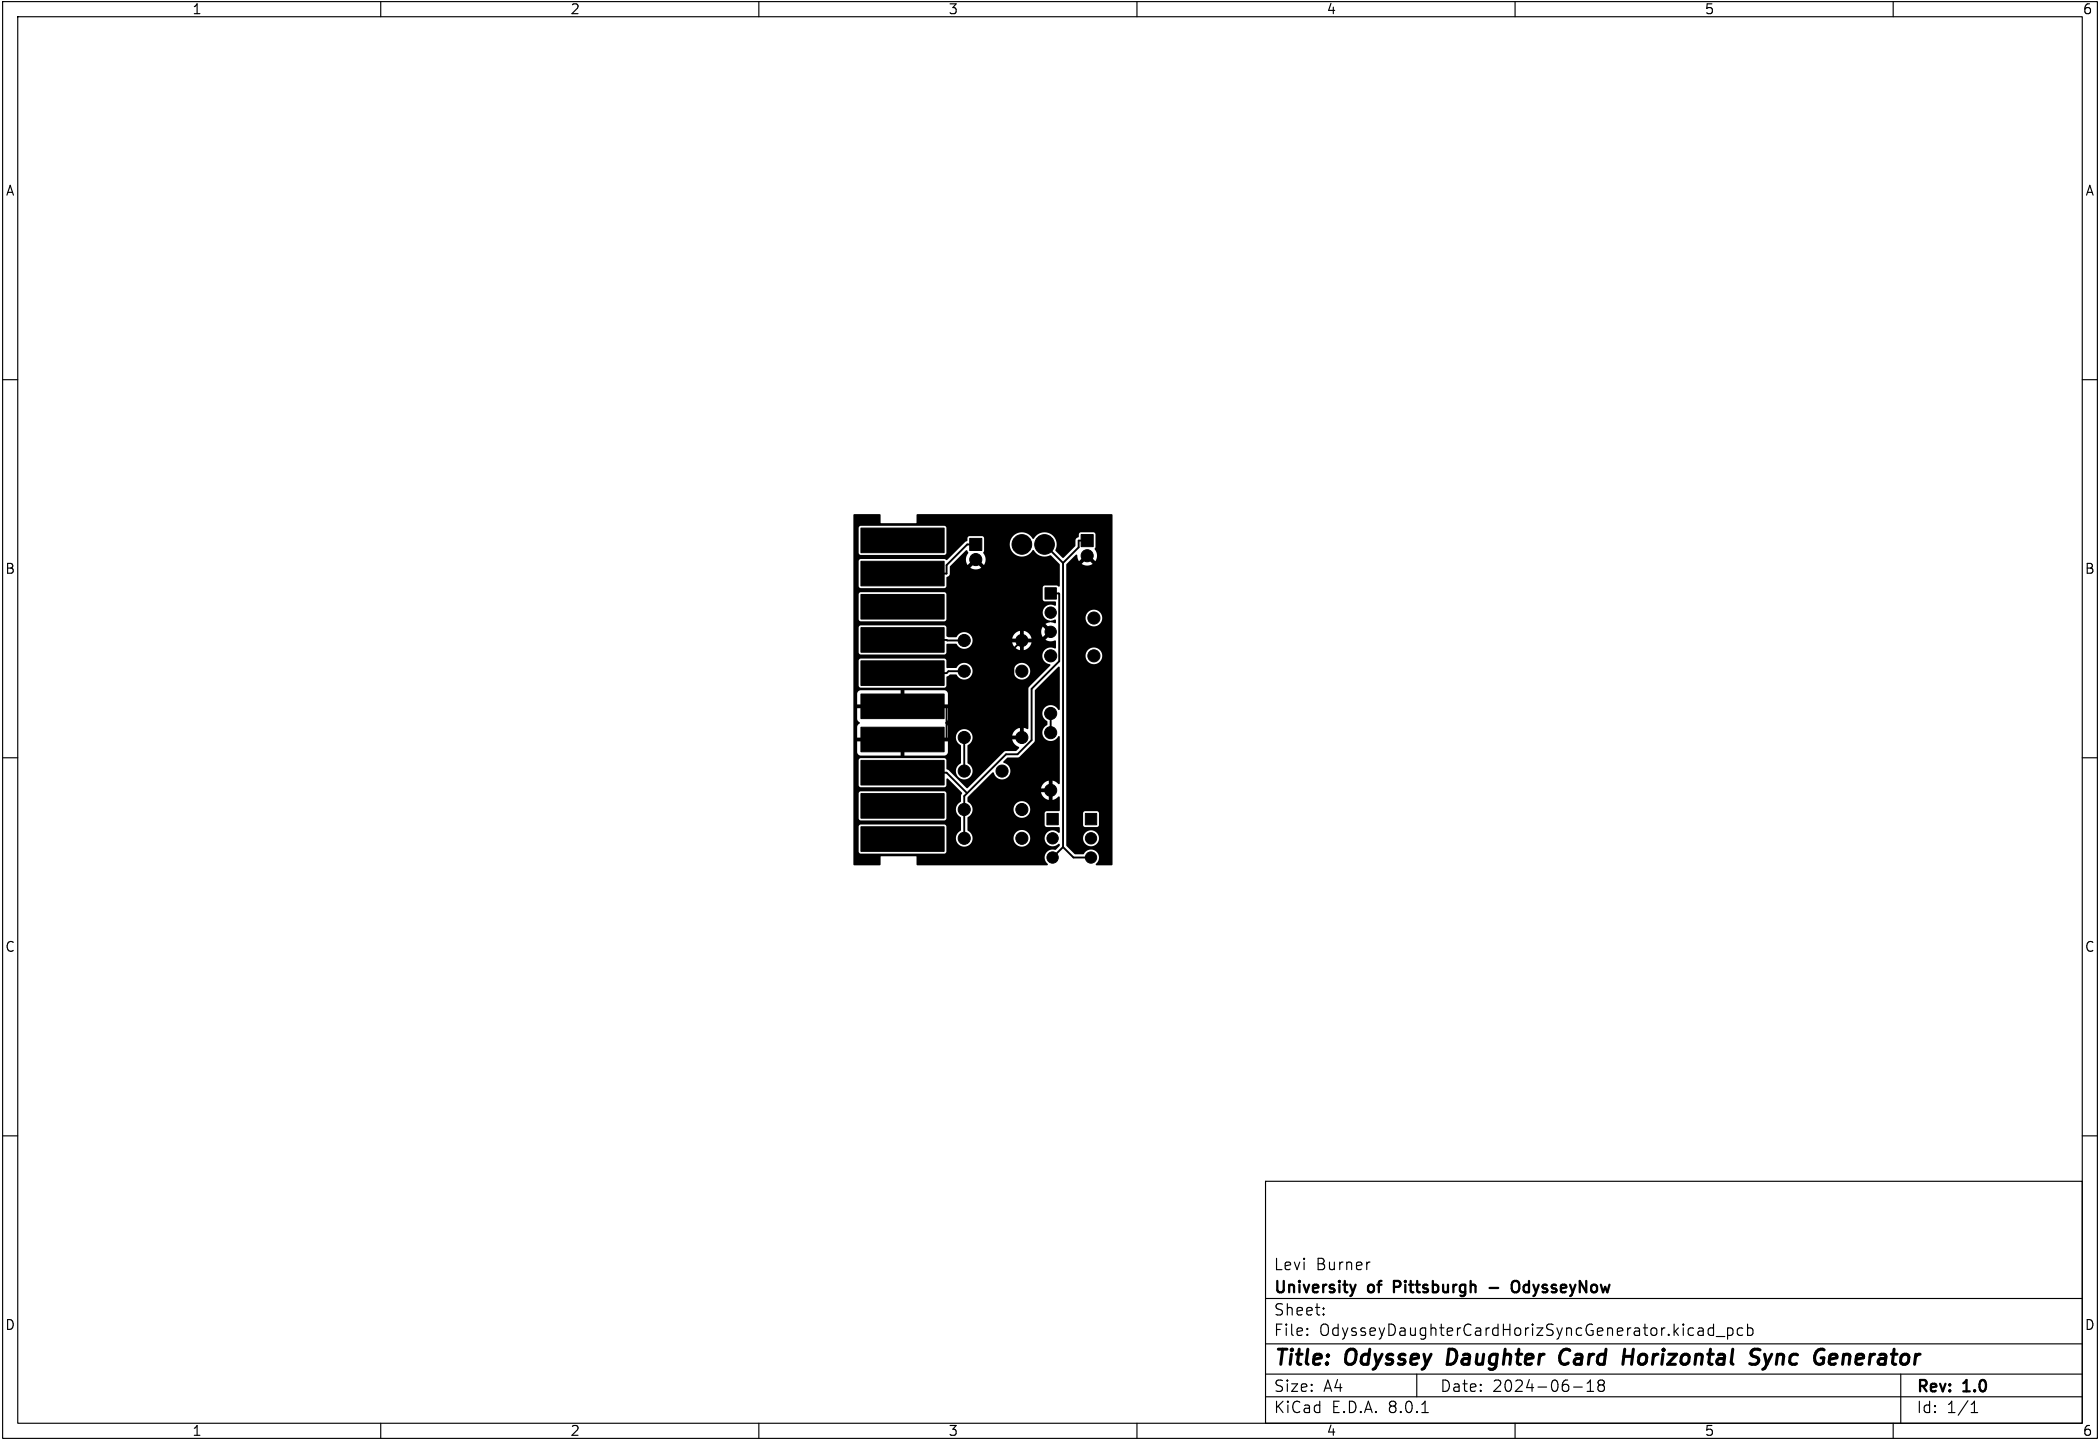 1 2 3 4 5 6
A A
B B
C C
D D
Levi Burner
University of Pittsburgh – OdysseyNow
Sheet:
File: OdysseyDaughterCardHorizSyncGenerator.kicad_pcb
Title: Odyssey Daughter Card Horizontal Sync Generator
Size: A4 Date: 2024–06–18 Rev: 1.0
KiCad E.D.A. 8.0.1 Id: 1/1
1 2 3 4 5 6